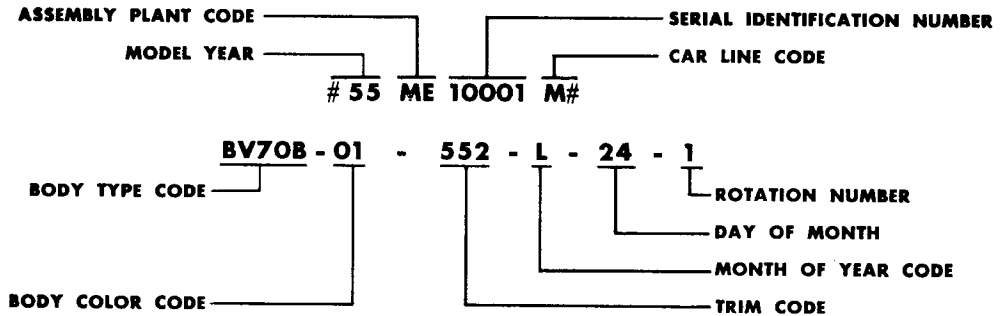 ASSEMBLY PLANT CODE
SERIAL IDENTIFICATION NUMBER
MODEL YEAR
CAR LINE CODE
# 55 ME 10001 M#
BV70B - 01 - 552 - L - 24 - 1
BODY TYPE CODE
ROTATION NUMBER
DAY OF MONTH
MONTH OF YEAR CODE
BODY COLOR CODE
TRIM CODE